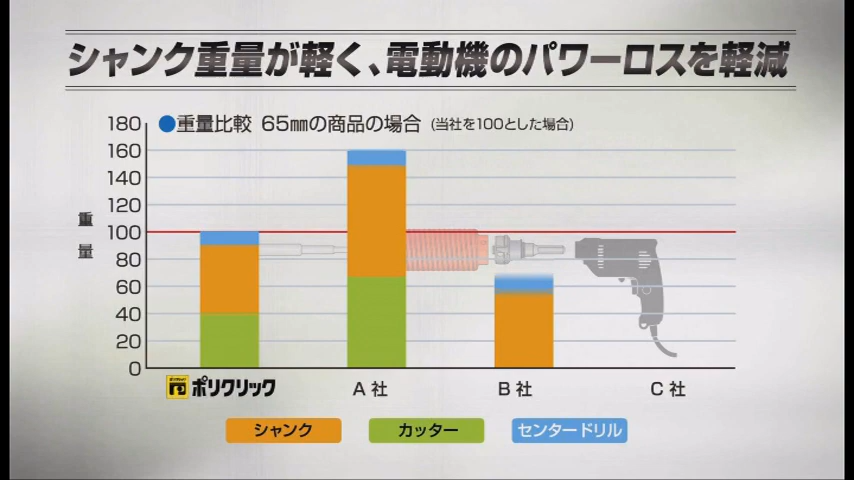 シャンク重量が軽く、電動機のパワーロスを軽減
●重量比較 65㎜の商品の場合 (当社を100とした場合)
180
160
140
120
100
80
60
40
20
0
重量
ポリクリック
A 社
B 社
C 社
シャンク
カッター
センタードリル